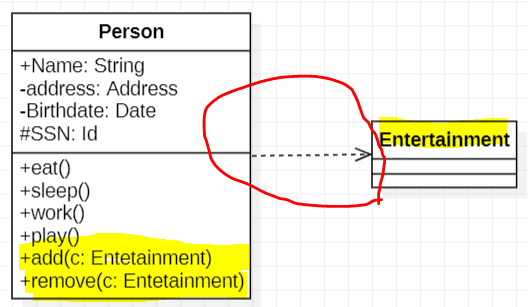 Person
+Name: String
-address: Address
-Birthdate: Date
#SSN: Id
+eat()
+sleep()
+work()
+play()
+add(c: Entetainment)
+remove(c: Entetainment)
Entertainment